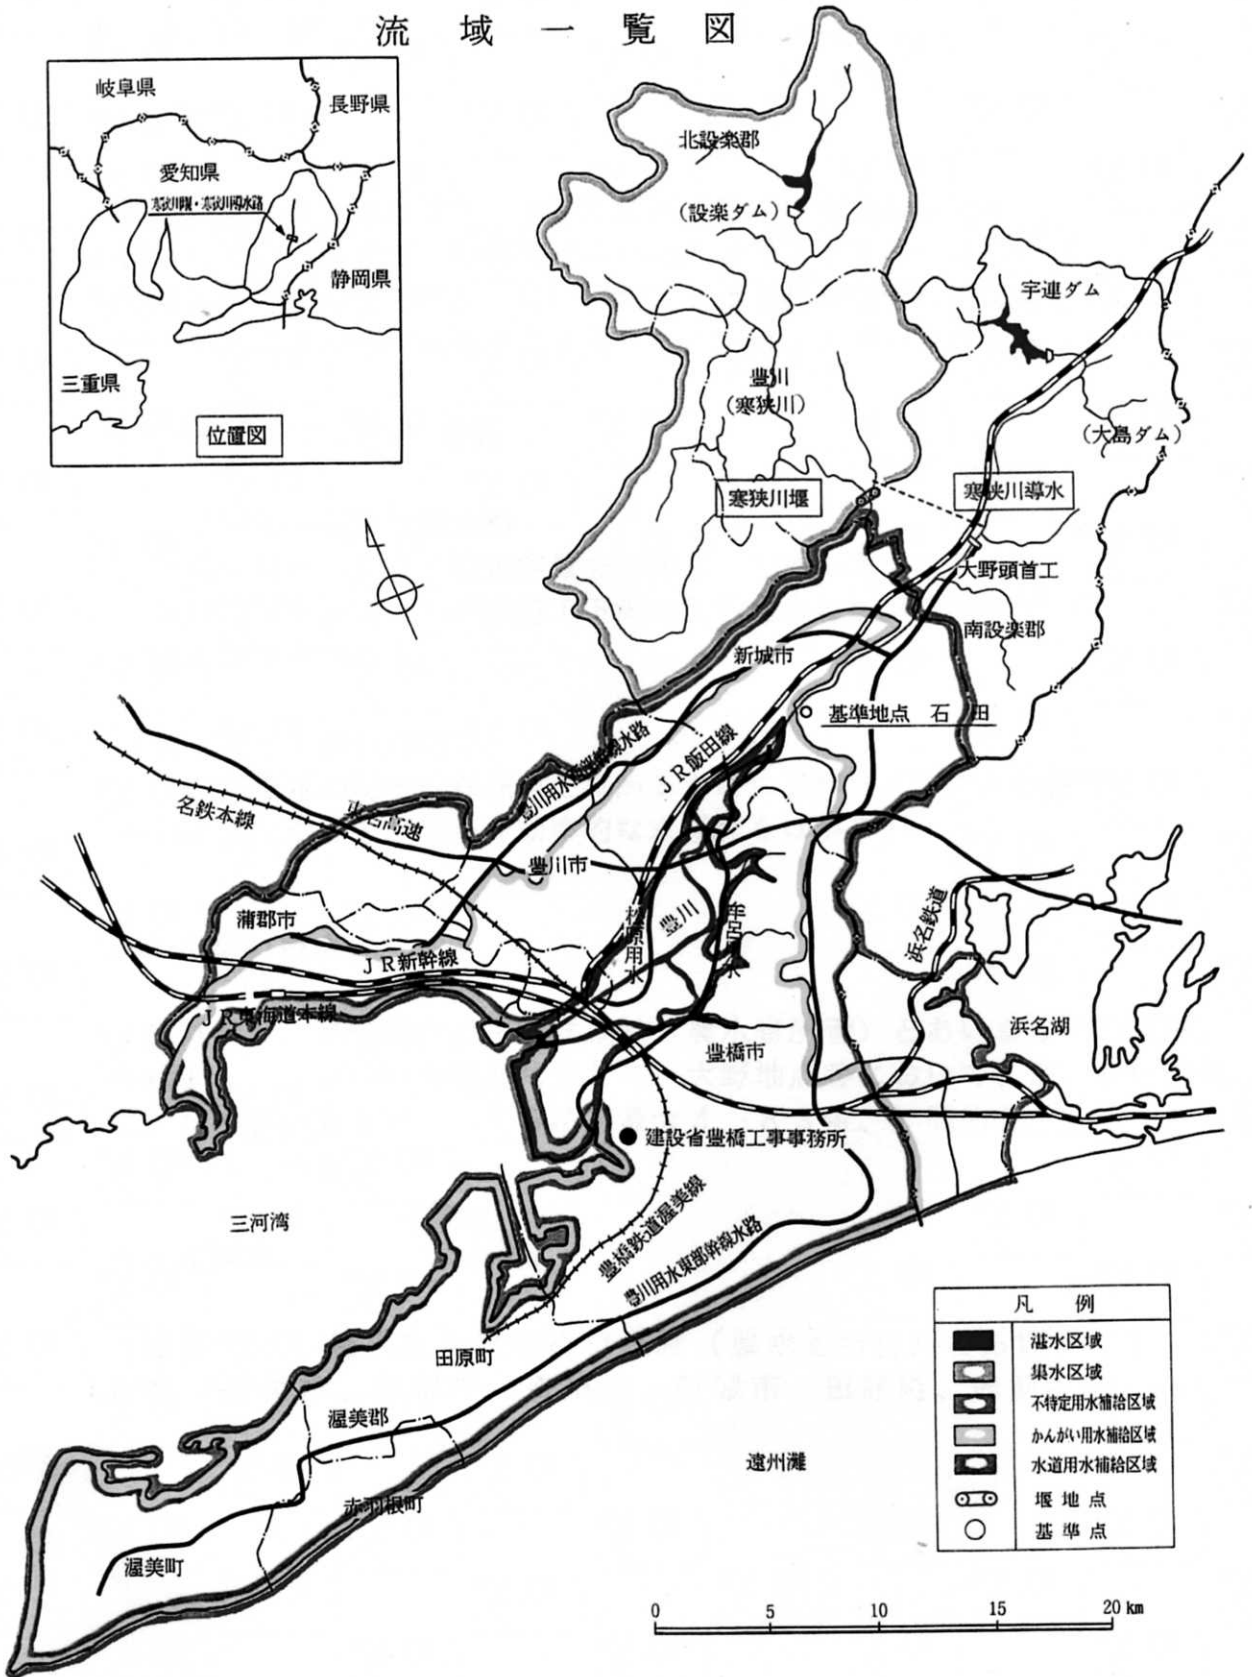 流域一覧図
岐阜県
長野県
愛知県
寒狭川堰・寒狭川導水路
静岡県
三重県
位置図
北設楽郡
(設楽ダム)
宇連ダム
豊川
(寒狭川)
(大島ダム)
寒狭川堰
寒狭川導水
大野頭首工
南設楽郡
新城市
基準地点 石田
豊川用水西部幹線水路
JR飯田線
名鉄本線
東名高速
豊川市
蒲郡市
松原用水
豊川
牟呂用水
浜名鉄道
JR新幹線
JR東海道本線
浜名湖
豊橋市
建設省豊橋工事事務所
三河湾
豊橋鉄道渥美線
豊川用水東部幹線水路
田原町
渥美郡
赤羽根町
渥美町
遠州灘
凡例
湛水区域
集水区域
不特定用水補給区域
かんがい用水補給区域
水道用水補給区域
堰地点
基準点
0 5 10 15 20 km